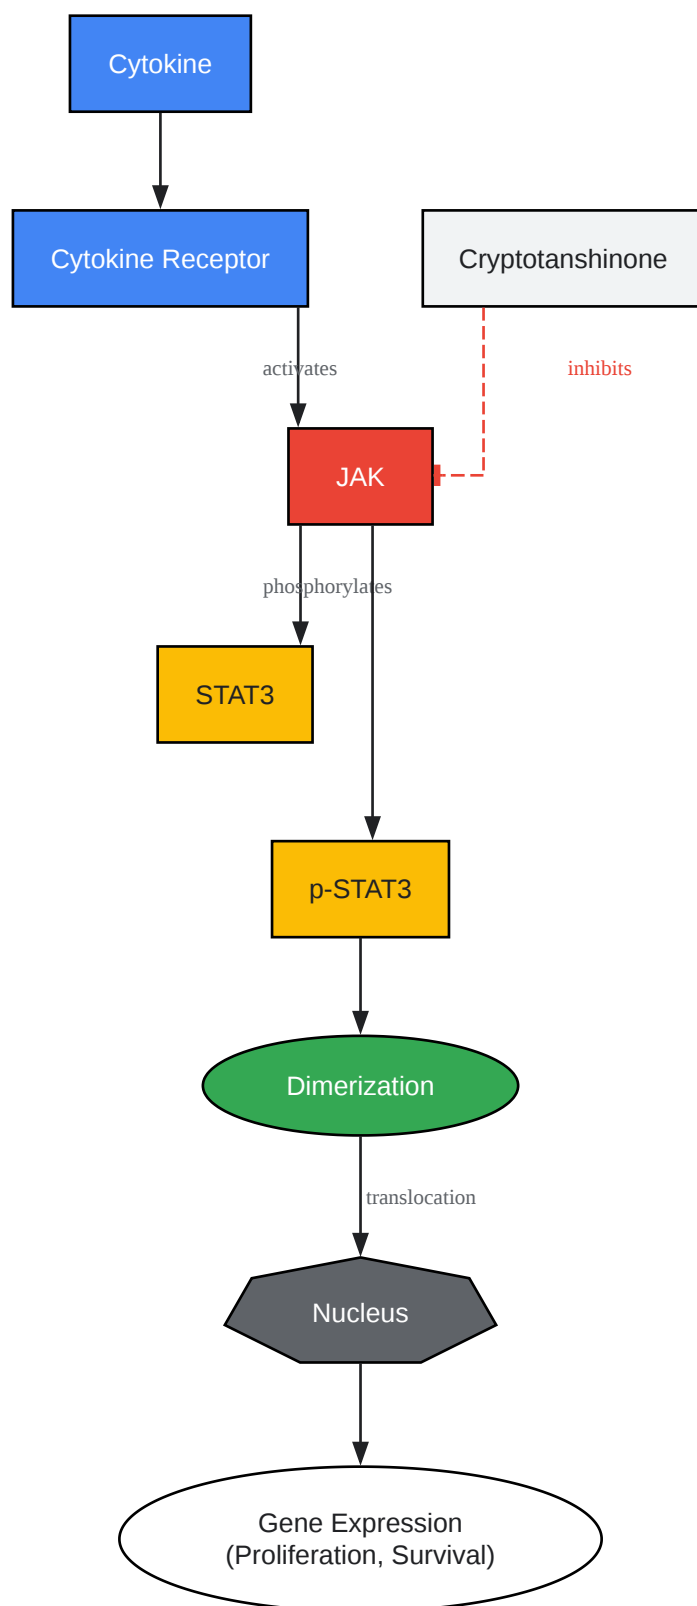 Cytokine
Cytokine Receptor
Cryptotanshinone
activates
inhibits
JAK
phosphorylates
STAT3
p-STAT3
Dimerization
translocation
Nucleus
Gene Expression
(Proliferation, Survival)